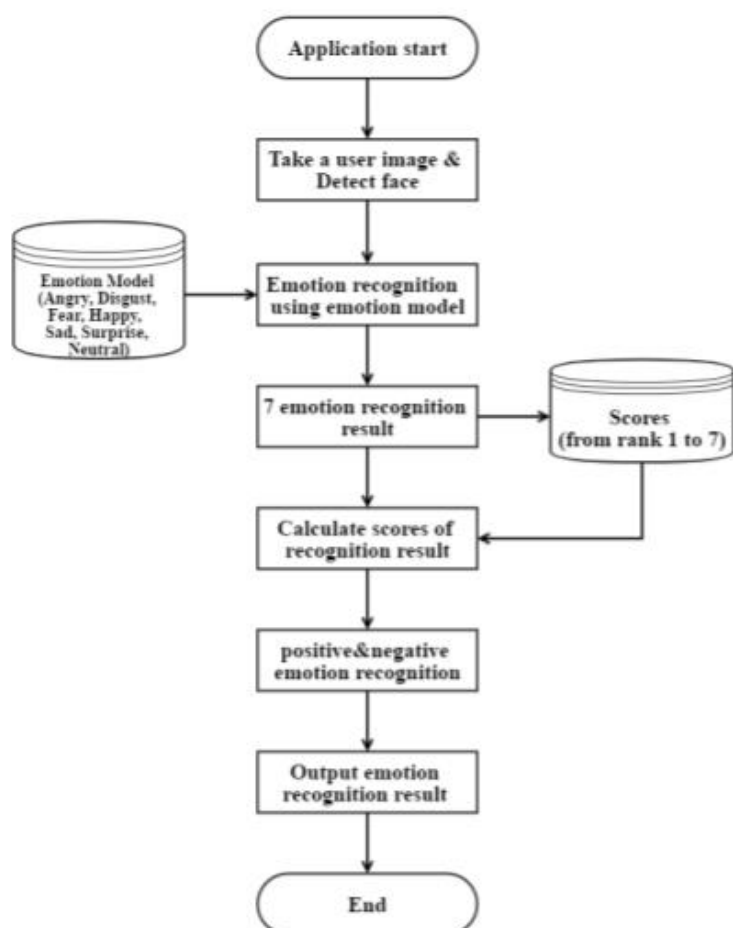 Application start
Take a user image &
Detect face
Emotion Model
(Angry, Disgust,
Fear, Happy,
Sad, Surprise,
Neutral)
Emotion recognition
using emotion model
7 emotion recognition
result
Scores
(from rank 1 to 7)
Calculate scores of
recognition result
positive&negative
emotion recognition
Output emotion
recognition result
End